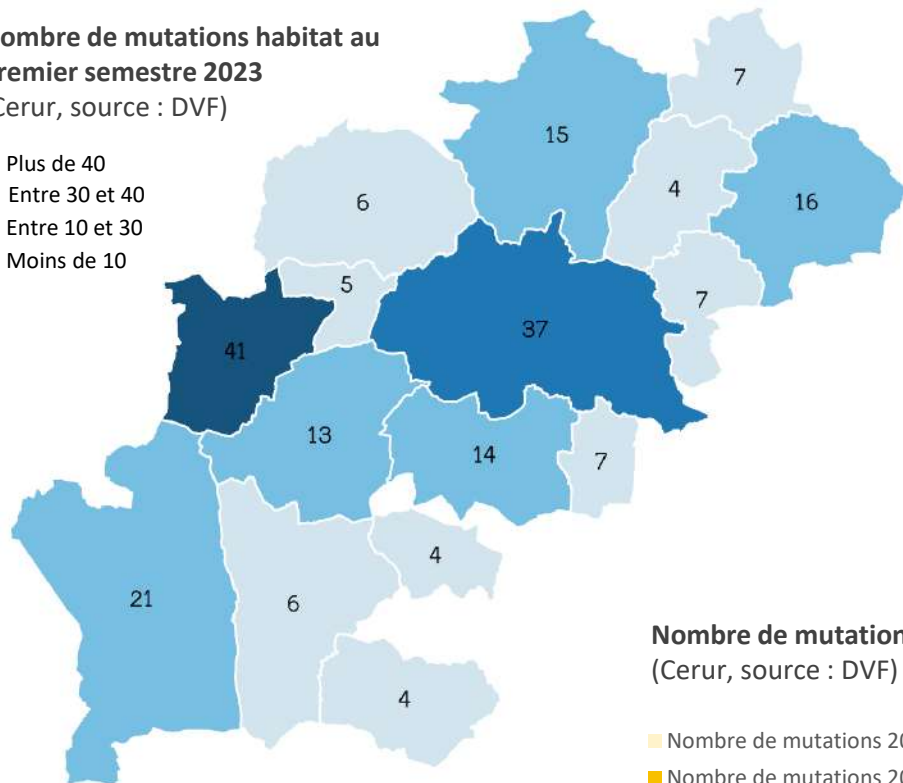 ombre de mutations habitat au
remier semestre 2023
Cerur, source : DVF)
Plus de 40
Entre 30 et 40
Entre 10 et 30
Moins de 10
7
15
4
16
6
5
7
37
41
13
14
7
4
21
6
4
Nombre de mutation
(Cerur, source : DVF)
Nombre de mutations 20
Nombre de mutations 20